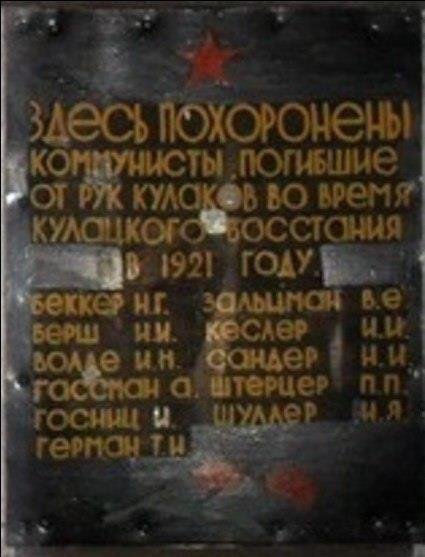 ЗДЕСЬ ПОХОРОНЕНЫ
КОММУНИСТЫ ПОГИБШИЕ
ОТ РУК КУЛАКОВ ВО ВРЕМЯ
КУЛАЦКОГО ВОССТАНИЯ
В 1921 ГОДУ.
БЕККЕР Н.Г. ЗАЛЬЦМАН В.Е.
БЕРШ И.И. КЕСЛЕР И.И.
ВОЛДЕ И.Н. САНДЕР Н.И.
ГАССМАН А. ШТЕРЦЕР П.П.
ГОСНИЦ И. ШУЛЛЕР И.Я.
ГЕРМАН Т.И.